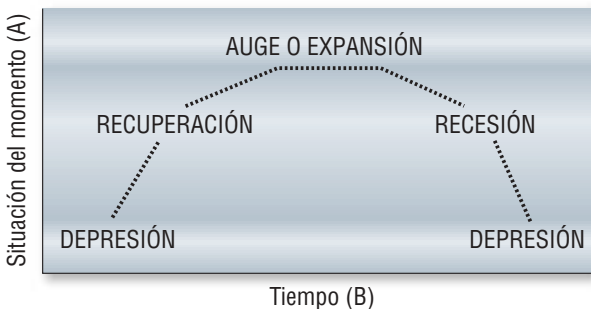 Situación del momento (A)
AUGE O EXPANSIÓN
RECUPERACIÓN
RECESIÓN
DEPRESIÓN
DEPRESIÓN
Tiempo (B)